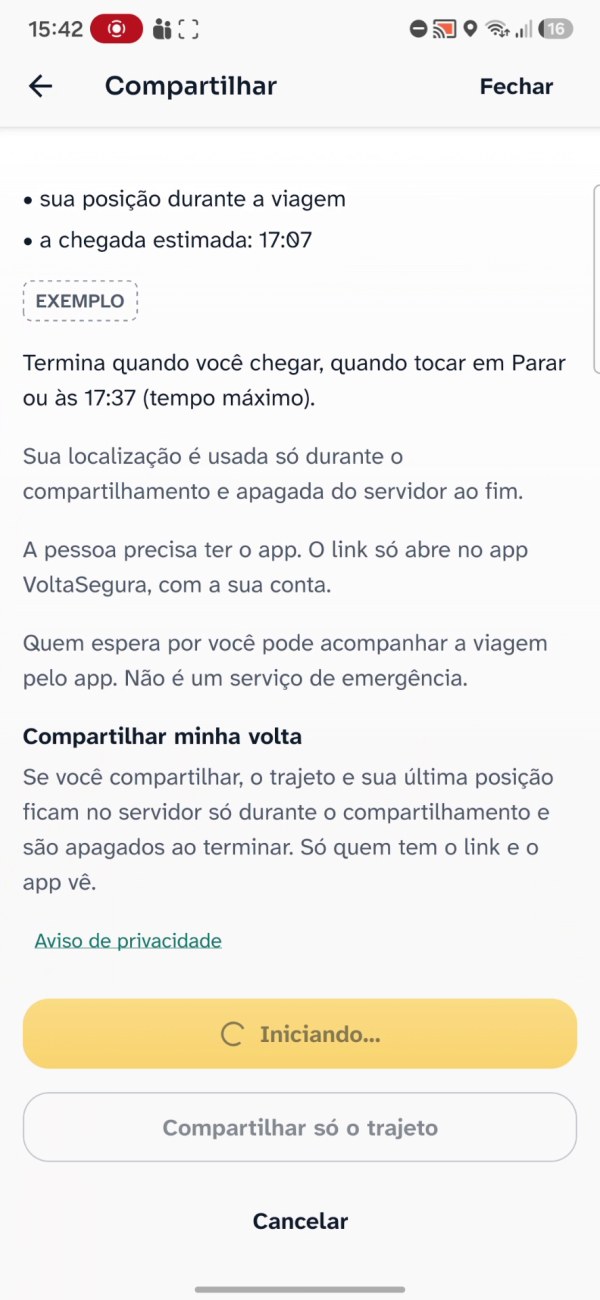 15:42
16
Compartilhar
Fechar
• sua posição durante a viagem
• a chegada estimada: 17:07
EXEMPLO
Termina quando você chegar, quando tocar em Parar
ou às 17:37 (tempo máximo).
Sua localização é usada só durante o
compartilhamento e apagada do servidor ao fim.
A pessoa precisa ter o app. O link só abre no app
VoltaSegura, com a sua conta.
Quem espera por você pode acompanhar a viagem
pelo app. Não é um serviço de emergência.
Compartilhar minha volta
Se você compartilhar, o trajeto e sua última posição
ficam no servidor só durante o compartilhamento e
são apagados ao terminar. Só quem tem o link e o
app vê.
Aviso de privacidade
Iniciando...
Compartilhar só o trajeto
Cancelar